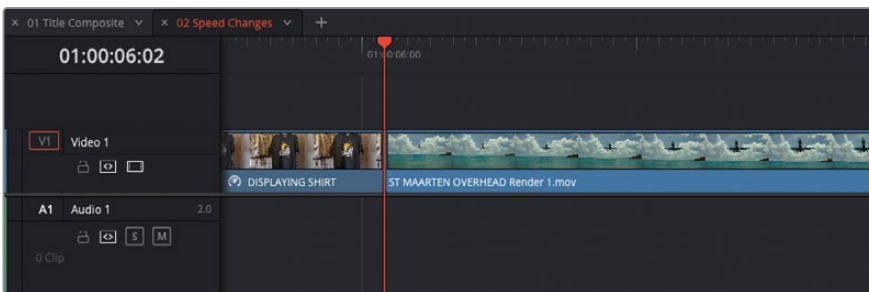 × 01 Title Composite
× 02 Speed Changes
+
01:00:06:02
01:00:06:00
V1 Video 1
DISPLAYING SHIRT
ST MAARTEN OVERHEAD Render 1.mov
A1 Audio 1 2.0
S M
0 Clip